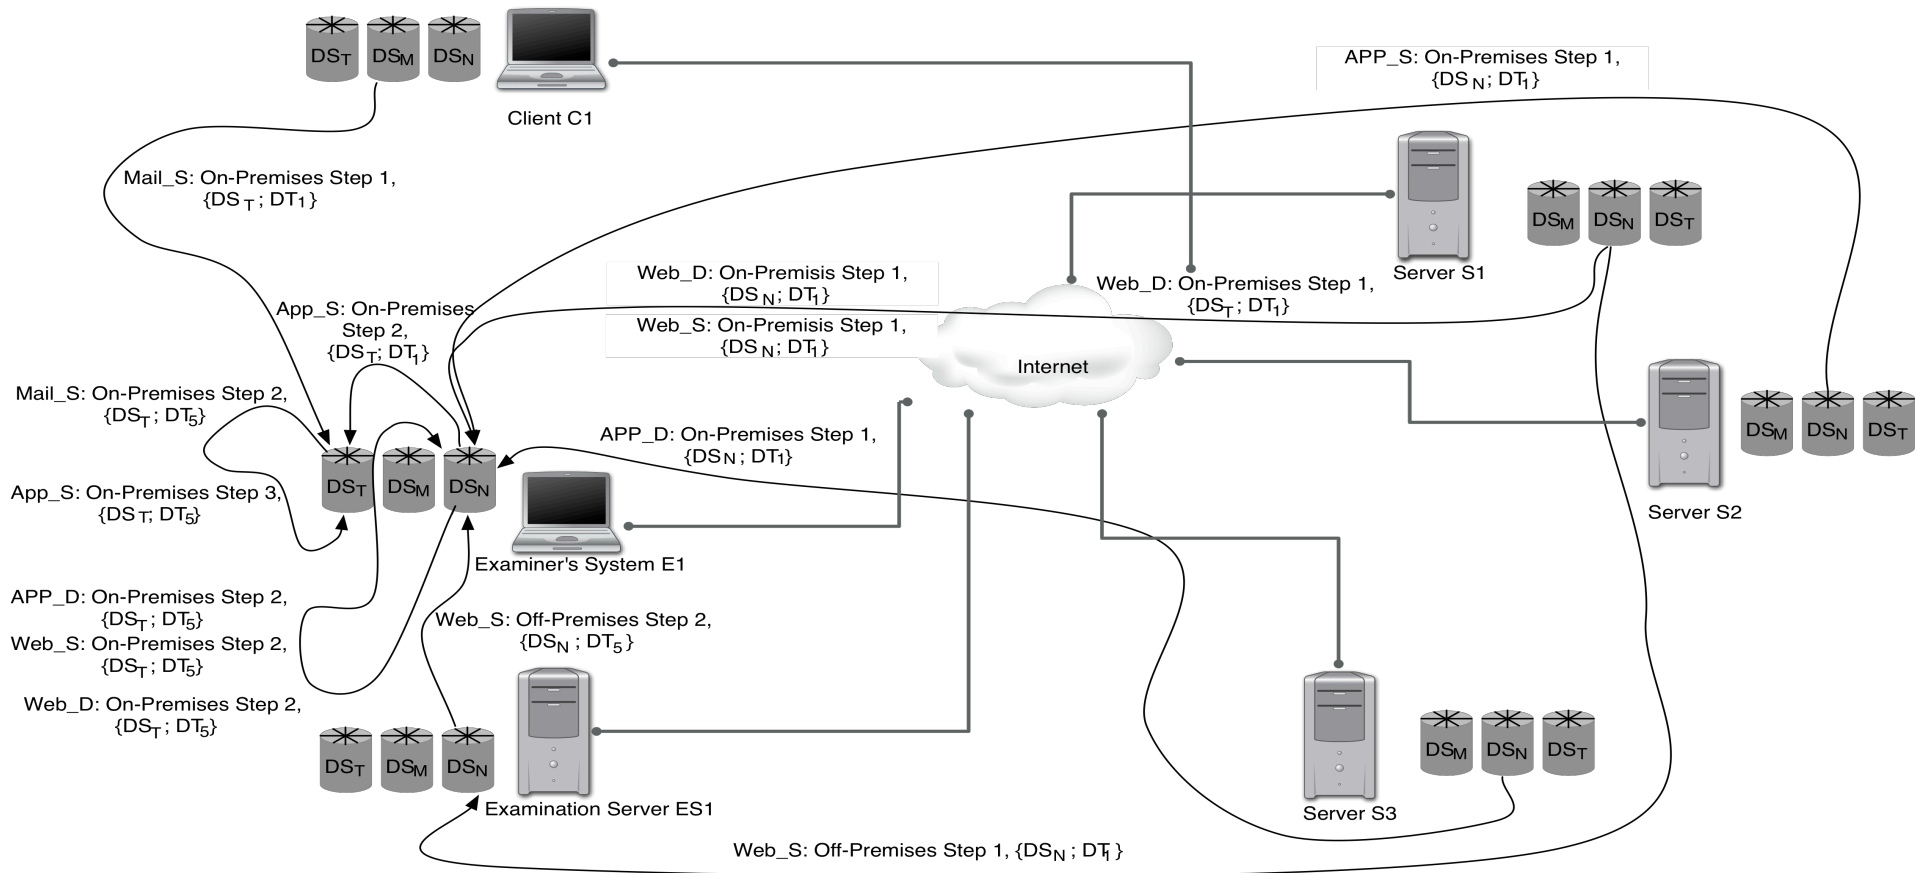 DST DSM DSN
Client C1
APP_S: On-Premises Step 1,
{DS N; DT1}
Mail_S: On-Premises Step 1,
{DS T ; DT1}
DSM DSN DST
Server S1
Web_D: On-Premisis Step 1,
{DS N; DT1}
Web_D: On-Premises Step 1,
{DST; DT1}
Web_S: On-Premisis Step 1,
{DS N; DT1}
App_S: On-Premises
Step 2,
{DST; DT1}
Internet
Mail_S: On-Premises Step 2,
{DST ; DT5}
DSM DSN DST
Server S2
APP_D: On-Premises Step 1,
{DS N ; DT1}
DST DSM DSN
App_S: On-Premises Step 3,
{DS T; DT5}
Examiner's System E1
APP_D: On-Premises Step 2,
{DST ; DT5}
Web_S: On-Premises Step 2,
{DST ; DT5}
Web_S: Off-Premises Step 2,
{DSN ; DT5}
Web_D: On-Premises Step 2,
{DST ; DT5}
DST DSM DSN
Examination Server ES1
DSM DSN DST
Server S3
Web_S: Off-Premises Step 1, {DSN ; DT1}